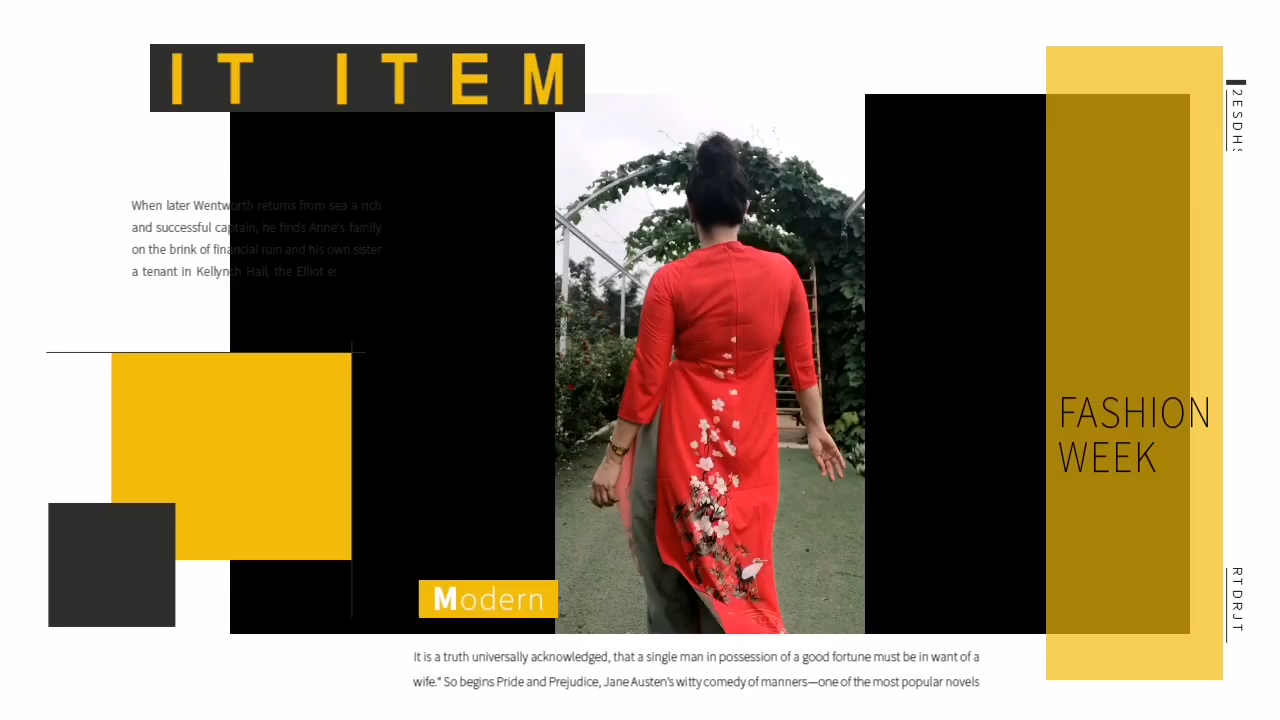 IT ITEM
2ESDHS
When later Wentworth returns from sea a rich
and successful captain, he finds Anne's family
on the brink of financial ruin and his own sister
a tenant in Kellynch Hall, the Elliot es
FASHION
WEEK
Modern
RTDRJT
It is a truth universally acknowledged, that a single man in possession of a good fortune must be in want of a
wife." So begins Pride and Prejudice, Jane Austen's witty comedy of manners—one of the most popular novels